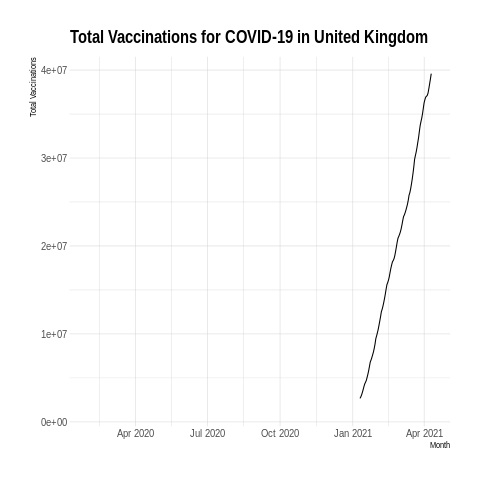 Total Vaccinations for COVID-19 in United Kingdom
Total Vaccinations
4e+07
3e+07
2e+07
1e+07
0e+00
Apr 2020 Jul 2020 Oct 2020 Jan 2021 Apr 2021
Month